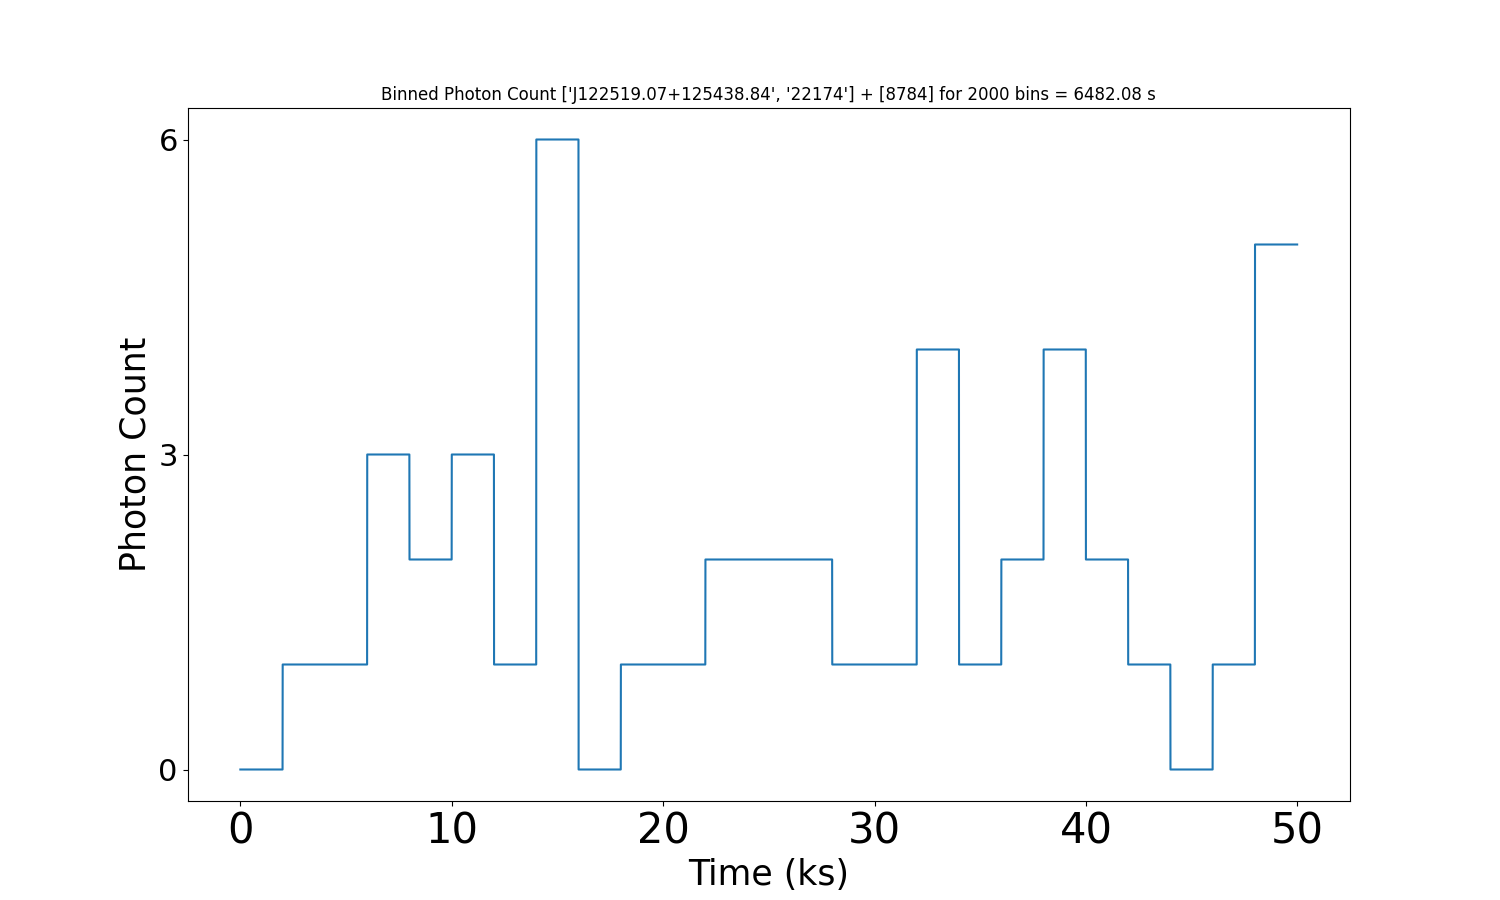 Binned Photon Count ['J122519.07+125438.84', '22174'] + [8784] for 2000 bins = 6482.08 s
6
3
0
Photon Count
0 10 20 30 40 50
Time (ks)